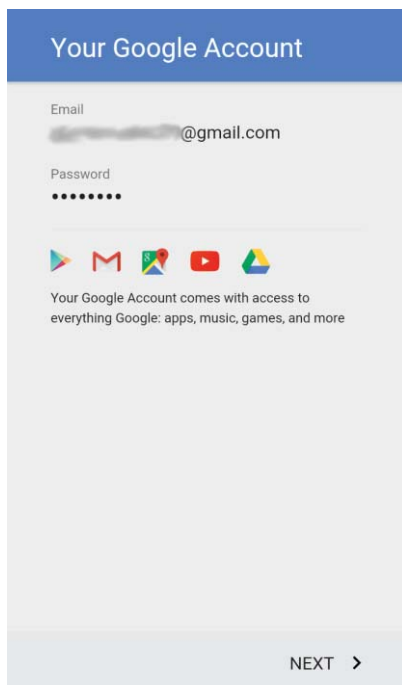 Your Google Account
Email
@gmail.com
Password
••••••••
Your Google Account comes with access to
everything Google: apps, music, games, and more
NEXT